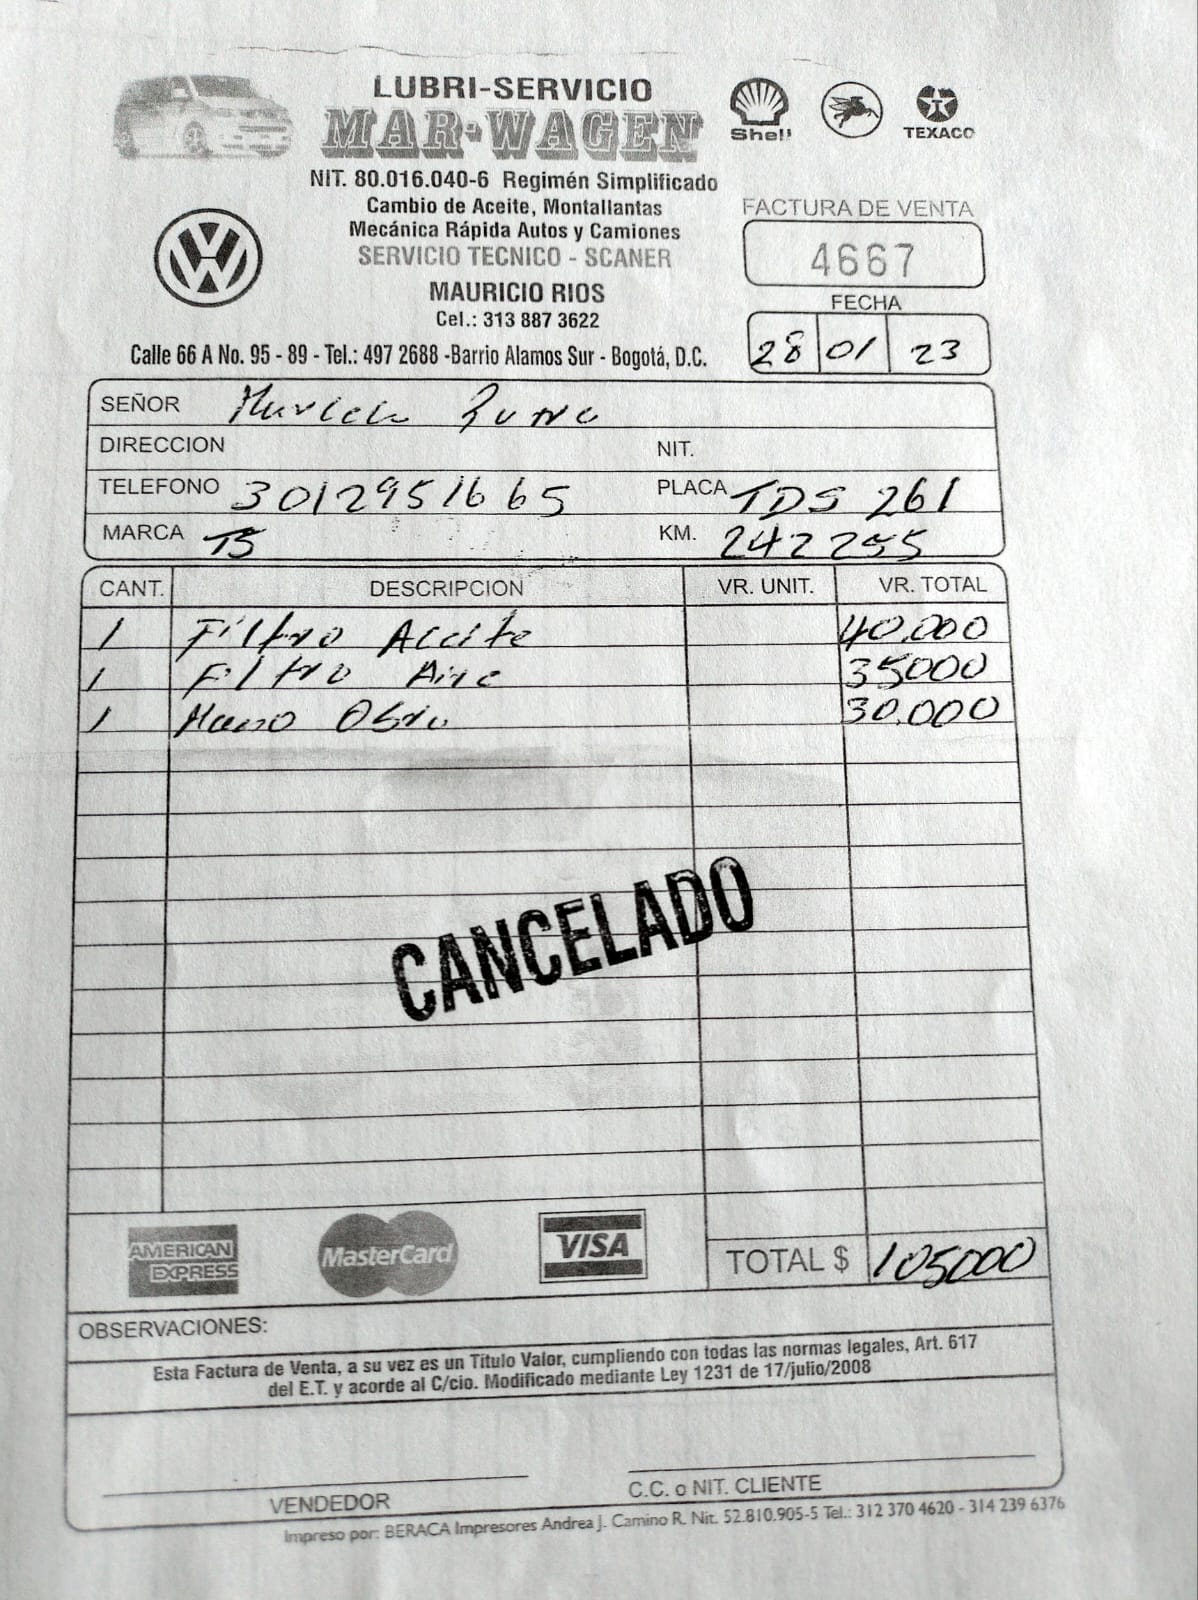 LUBRI-SERVICIO
MAR-WAGEN
Shell
TEXACO
NIT. 80.016.040-6 Regimén Simplificado
Cambio de Aceite, Montallantas
Mecánica Rápida Autos y Camiones
SERVICIO TECNICO - SCANER
MAURICIO RIOS
Cel.: 313 887 3622
Calle 66 A No. 95 - 89 - Tel.: 497 2688 -Barrio Alamos Sur - Bogotá, D.C.
FACTURA DE VENTA
4667
FECHA
28 01 23
SEÑOR
DIRECCION NIT.
TELEFONO 3012951665 PLACA TDS 261
MARCA T5 KM. 242255
CANT. DESCRIPCION VR. UNIT. VR. TOTAL
1 Filtro Aceite 40.000
1 Filtro Aire 35000
1 Mano Obra 30.000
CANCELADO
AMERICAN EXPRESS MasterCard VISA TOTAL $ 105000
OBSERVACIONES:
Esta Factura de Venta, a su vez es un Titulo Valor, cumpliendo con todas las normas legales, Art. 617
del E.T. y acorde al C/cio. Modificado mediante Ley 1231 de 17/julio/2008
VENDEDOR C.C. o NIT. CLIENTE
Impreso por: BERACA Impresores Andrea J. Camino R. Nit. 52.810.905-5 Tel.: 312 370 4620 - 314 239 6376